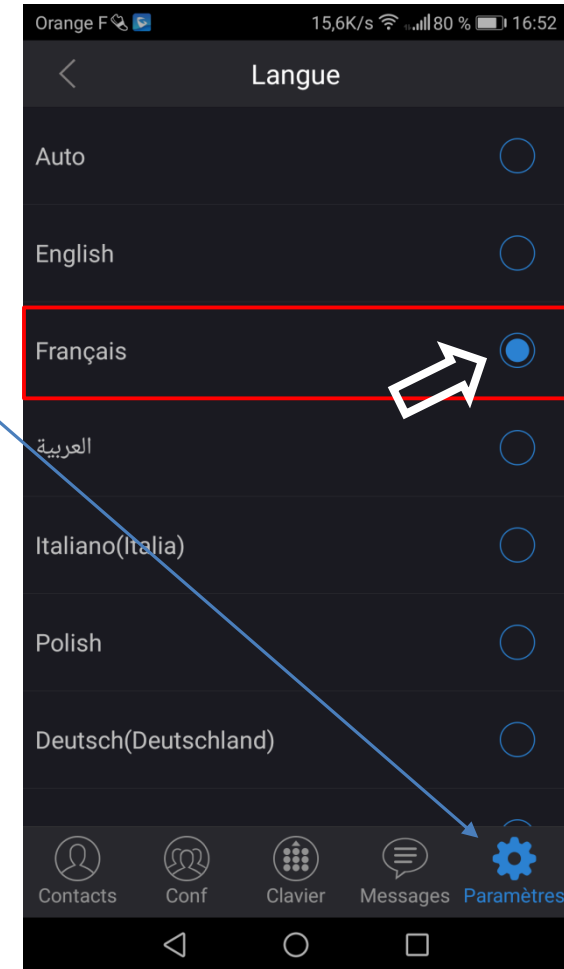 Orange F 15,6K/s 80 % 16:52
Langue
Auto
English
Français
العربية
Italiano(Italia)
Polish
Deutsch(Deutschland)
Contacts Conf Clavier Messages Paramètres